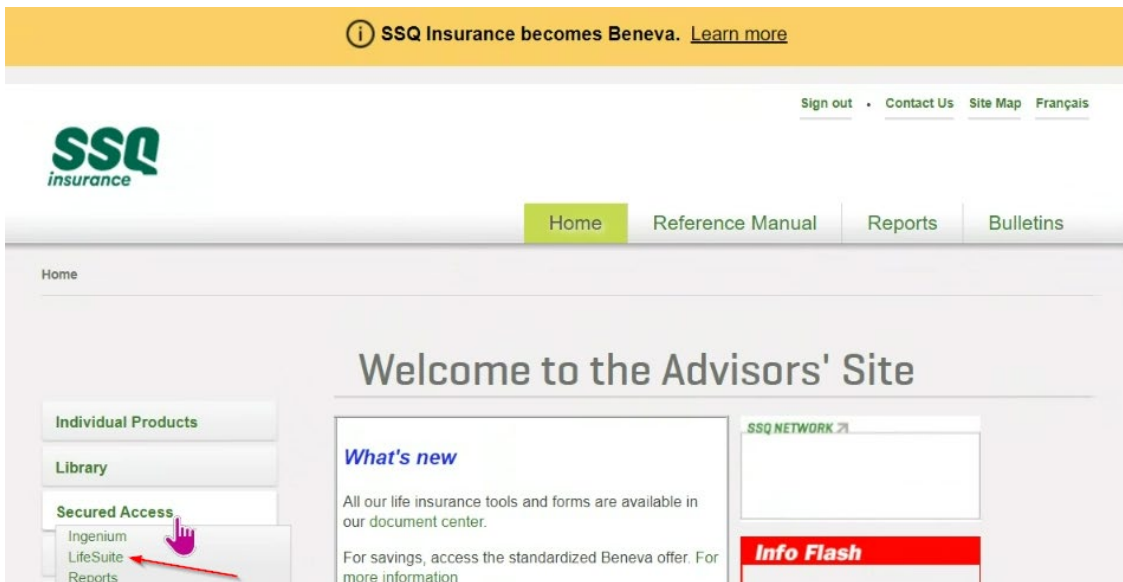 SSQ Insurance becomes Beneva. Learn more
Sign out • Contact Us Site Map Français
SSQ
insurance
Home Reference Manual Reports Bulletins
Home
Welcome to the Advisors' Site
Individual Products
Library
Secured Access
Ingenium
LifeSuite
Reports
What's new
All our life insurance tools and forms are available in
our document center.
For savings, access the standardized Beneva offer. For
more information
SSQ NETWORK
Info Flash